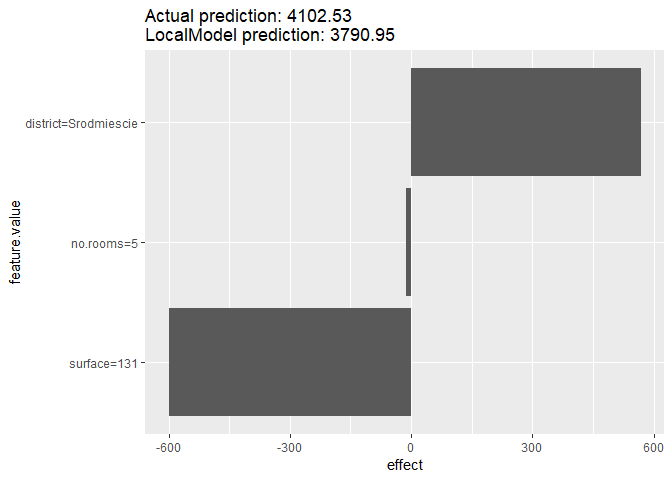 Actual prediction: 4102.53
LocalModel prediction: 3790.95
feature.value
district=Srodmiescie
no.rooms=5
surface=131
-600 -300 0 300 600
effect